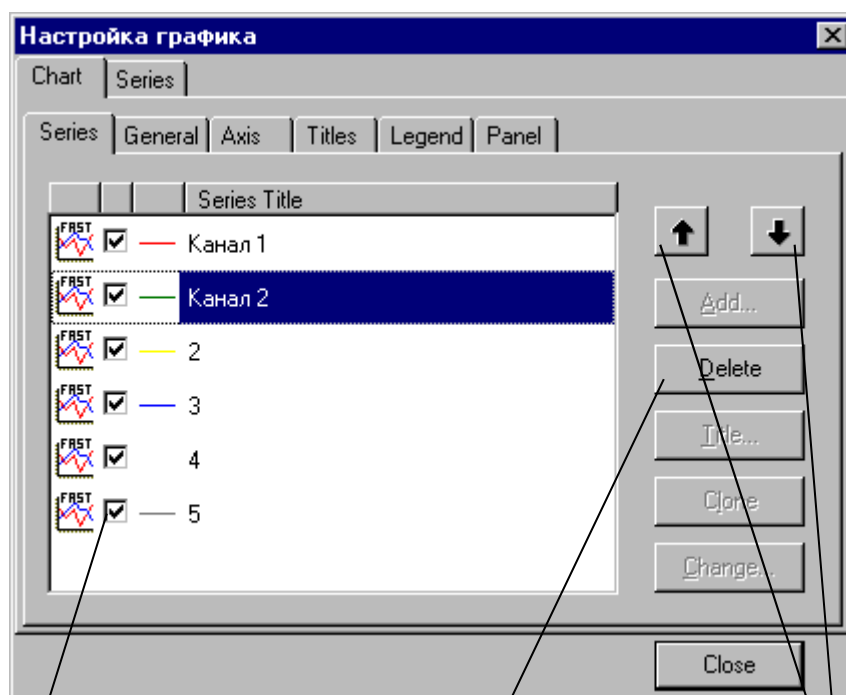 Настройка графика
Chart Series
Series General Axis Titles Legend Panel
Series Title
FAST Канал 1
FAST Канал 2
FAST 2
FAST 3
FAST 4
FAST 5
Add...
Delete
Title...
Clone
Change...
Close